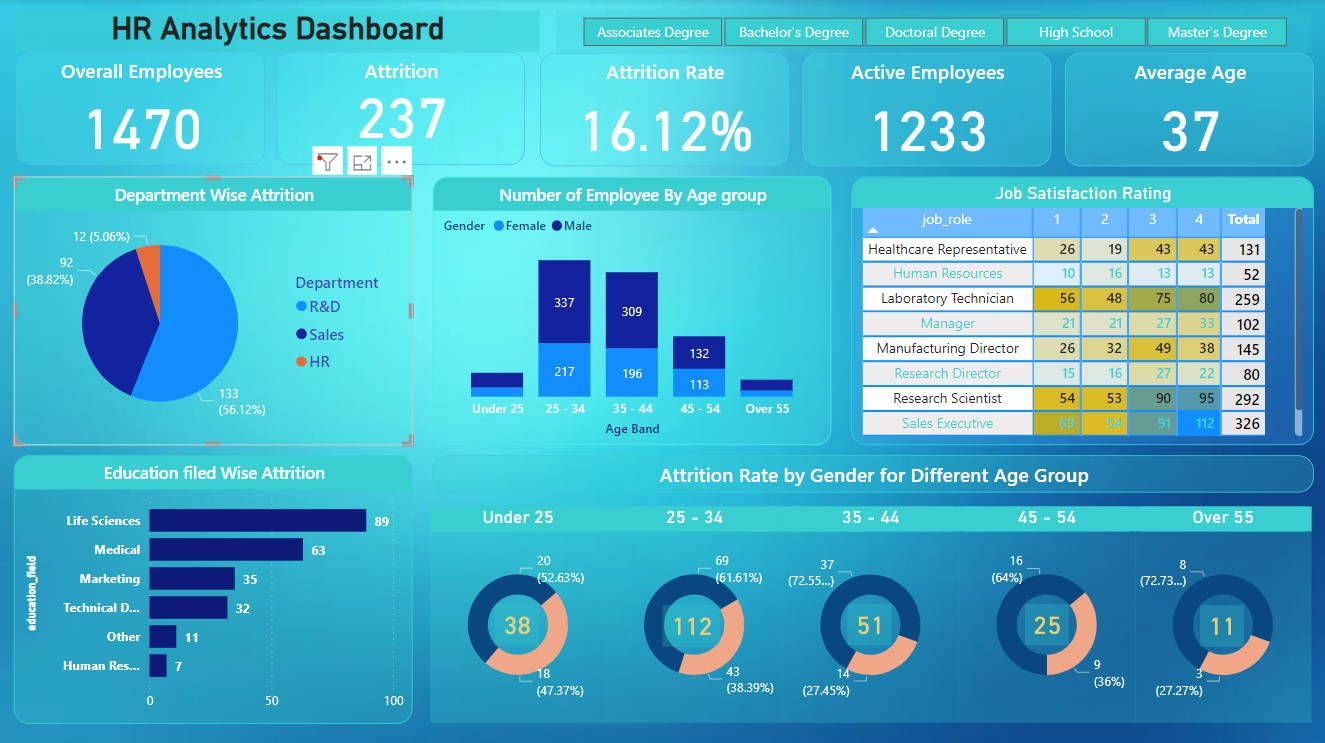 HR Analytics Dashboard
Associates Degree
Bachelor's Degree
Doctoral Degree
High School
Master's Degree
Overall Employees
1470
Attrition
237
Attrition Rate
16.12%
Active Employees
1233
Average Age
37
Department Wise Attrition
12 (5.06%)
92
(38.82%)
133
(56.12%)
Department
R&D
Sales
HR
Number of Employee By Age group
Gender Female Male
337
309
132
217
196
113
Under 25 25 - 34 35 - 44 45 - 54 Over 55
Age Band
Job Satisfaction Rating
job_role 1 2 3 4 Total
Healthcare Representative 26 19 43 43 131
Human Resources 10 16 13 13 52
Laboratory Technician 56 48 75 80 259
Manager 21 21 27 33 102
Manufacturing Director 26 32 49 38 145
Research Director 15 16 27 22 80
Research Scientist 54 53 90 95 292
Sales Executive 69 54 91 112 326
Education filed Wise Attrition
education_field
Life Sciences 89
Medical 63
Marketing 35
Technical D... 32
Other 11
Human Res... 7
0 50 100
Attrition Rate by Gender for Different Age Group
Under 25
25 - 34
35 - 44
45 - 54
Over 55
20
(52.63%)
38
18
(47.37%)
69
(61.61%)
112
43
(38.39%)
37
(72.55...)
51
14
(27.45%)
16
(64%)
25
9
(36%)
8
(72.73...)
11
3
(27.27%)